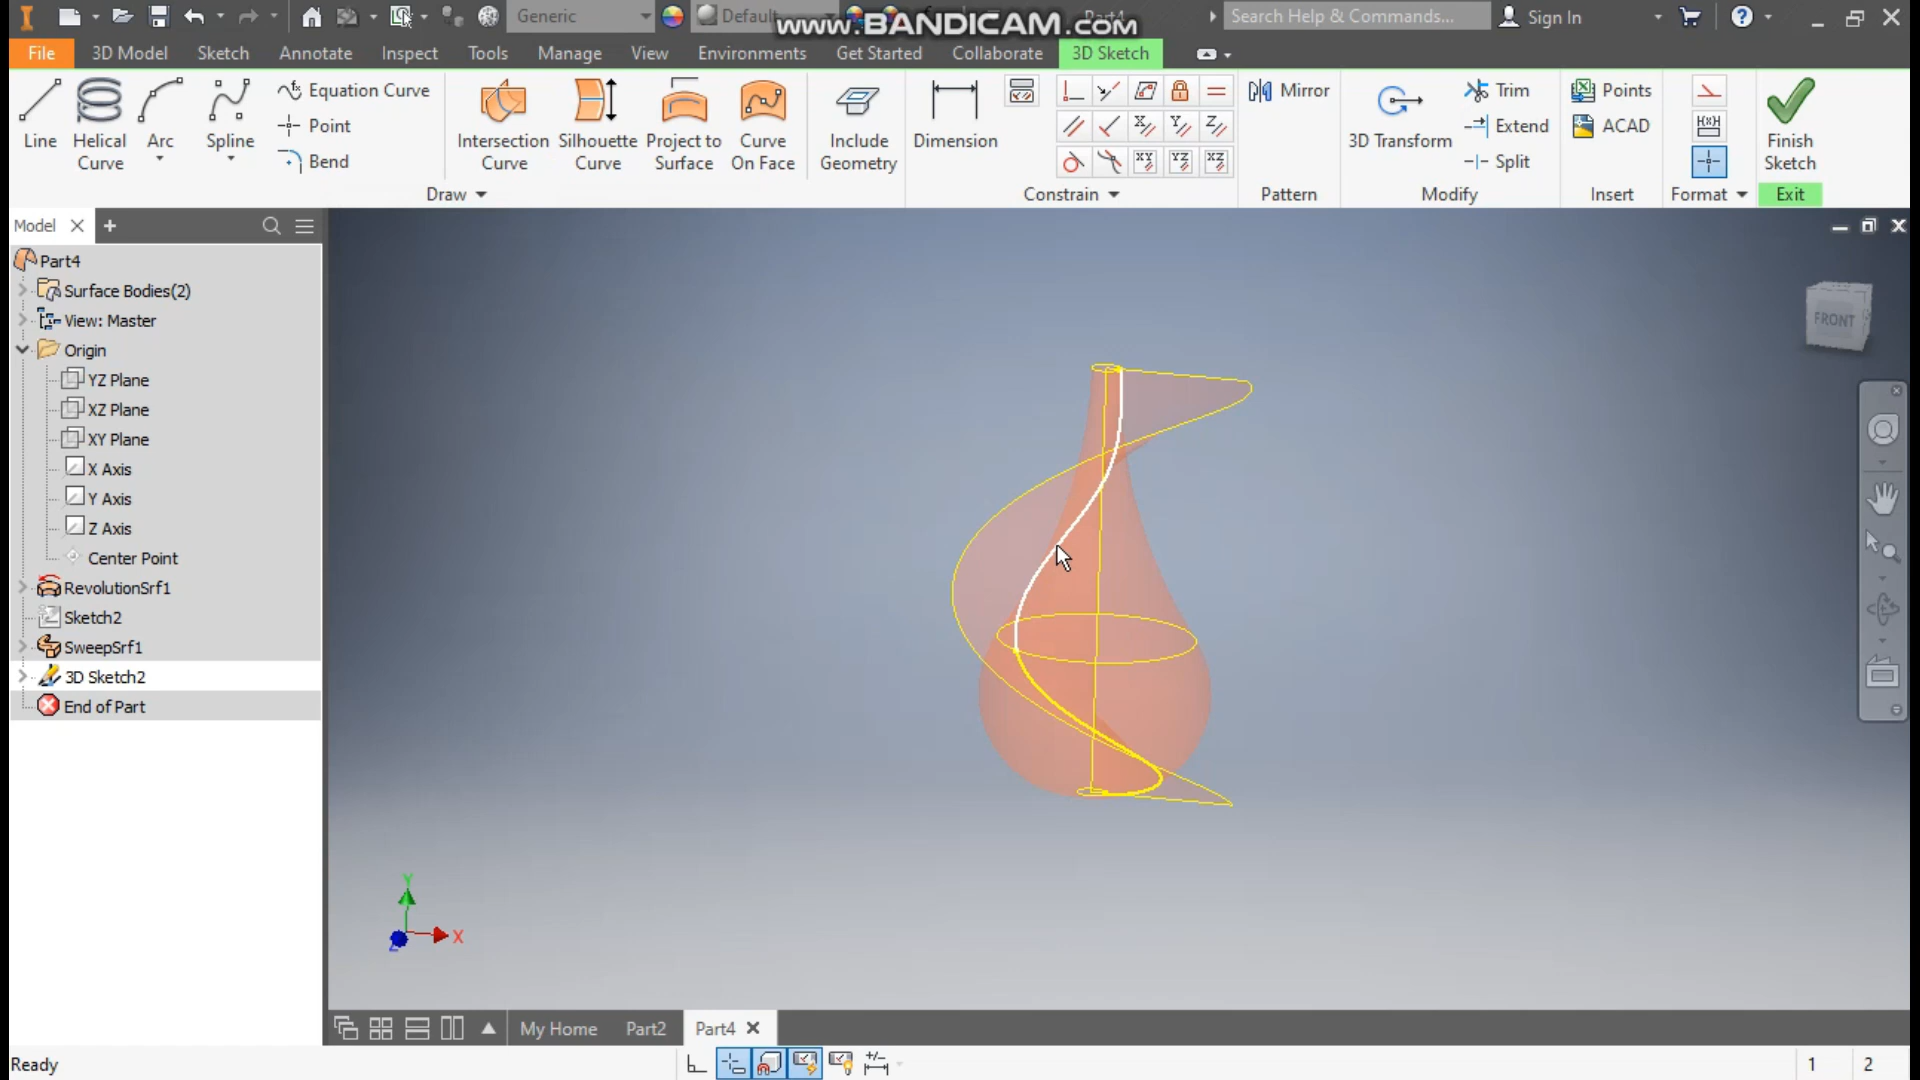 Generic
Default
www.BANDICAM.com
Part4
Search Help & Commands...
Sign In
File
3D Model
Sketch
Annotate
Inspect
Tools
Manage
View
Environments
Get Started
Collaborate
3D Sketch
Line
Helical
Curve
Arc
Spline
Equation Curve
Point
Bend
Intersection
Curve
Silhouette
Curve
Project to
Surface
Curve
On Face
Include
Geometry
Dimension
Mirror
3D Transform
Trim
Extend
Split
Points
ACAD
Finish
Sketch
Draw
Constrain
Pattern
Modify
Insert
Format
Exit
Model
Part4
Surface Bodies(2)
View: Master
Origin
YZ Plane
XZ Plane
XY Plane
X Axis
Y Axis
Z Axis
Center Point
RevolutionSrf1
Sketch2
SweepSrf1
3D Sketch2
End of Part
FRONT
Y
X
Z
My Home
Part2
Part4
Ready
1
2